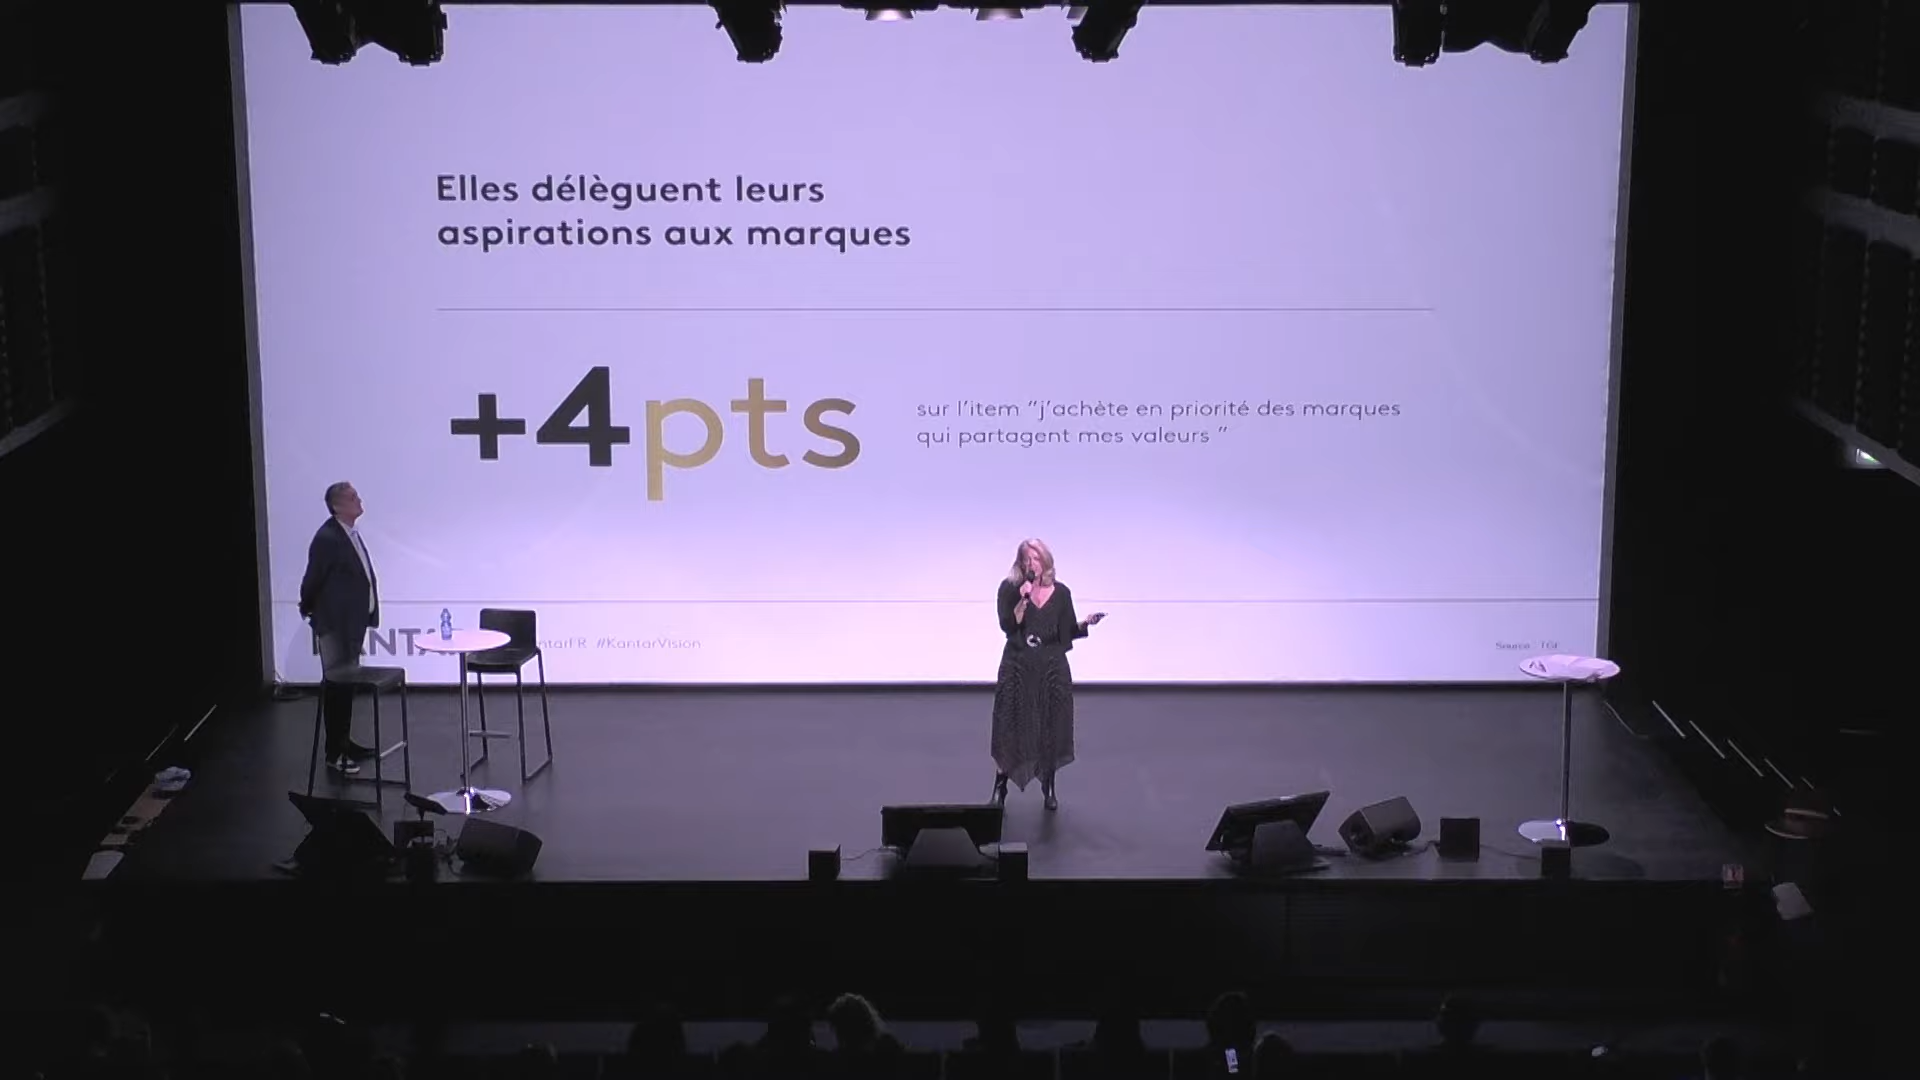 Elles délèguent leurs
aspirations aux marques
+4pts
sur l'item "j'achète en priorité des marques
qui partagent mes valeurs "
#KantarVision
Source